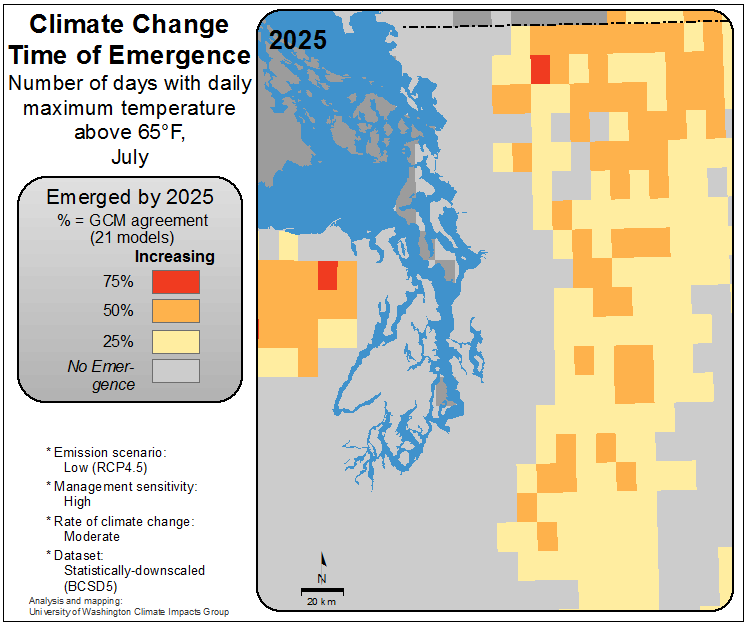 Climate Change
Time of Emergence
Number of days with daily
maximum temperature
above 65°F,
July
Emerged by 2025
% = GCM agreement
(21 models)
Increasing
75%
50%
25%
No Emer-
gence
* Emission scenario:
Low (RCP4.5)
* Management sensitivity:
High
* Rate of climate change:
Moderate
* Dataset:
Statistically-downscaled
(BCSD5)
Analysis and mapping:
University of Washington Climate Impacts Group
2025
N
20 km